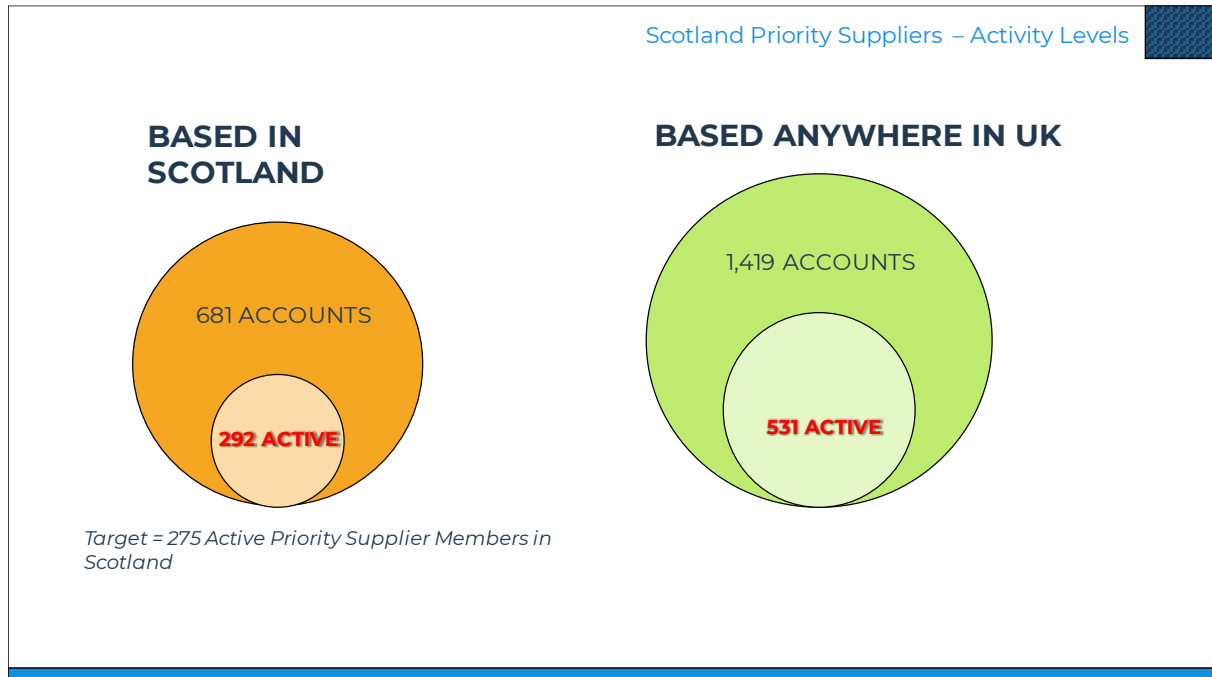 Scotland Priority Suppliers – Activity Levels
BASED IN
SCOTLAND
681 ACCOUNTS
292 ACTIVE
Target = 275 Active Priority Supplier Members in
Scotland
BASED ANYWHERE IN UK
1,419 ACCOUNTS
531 ACTIVE